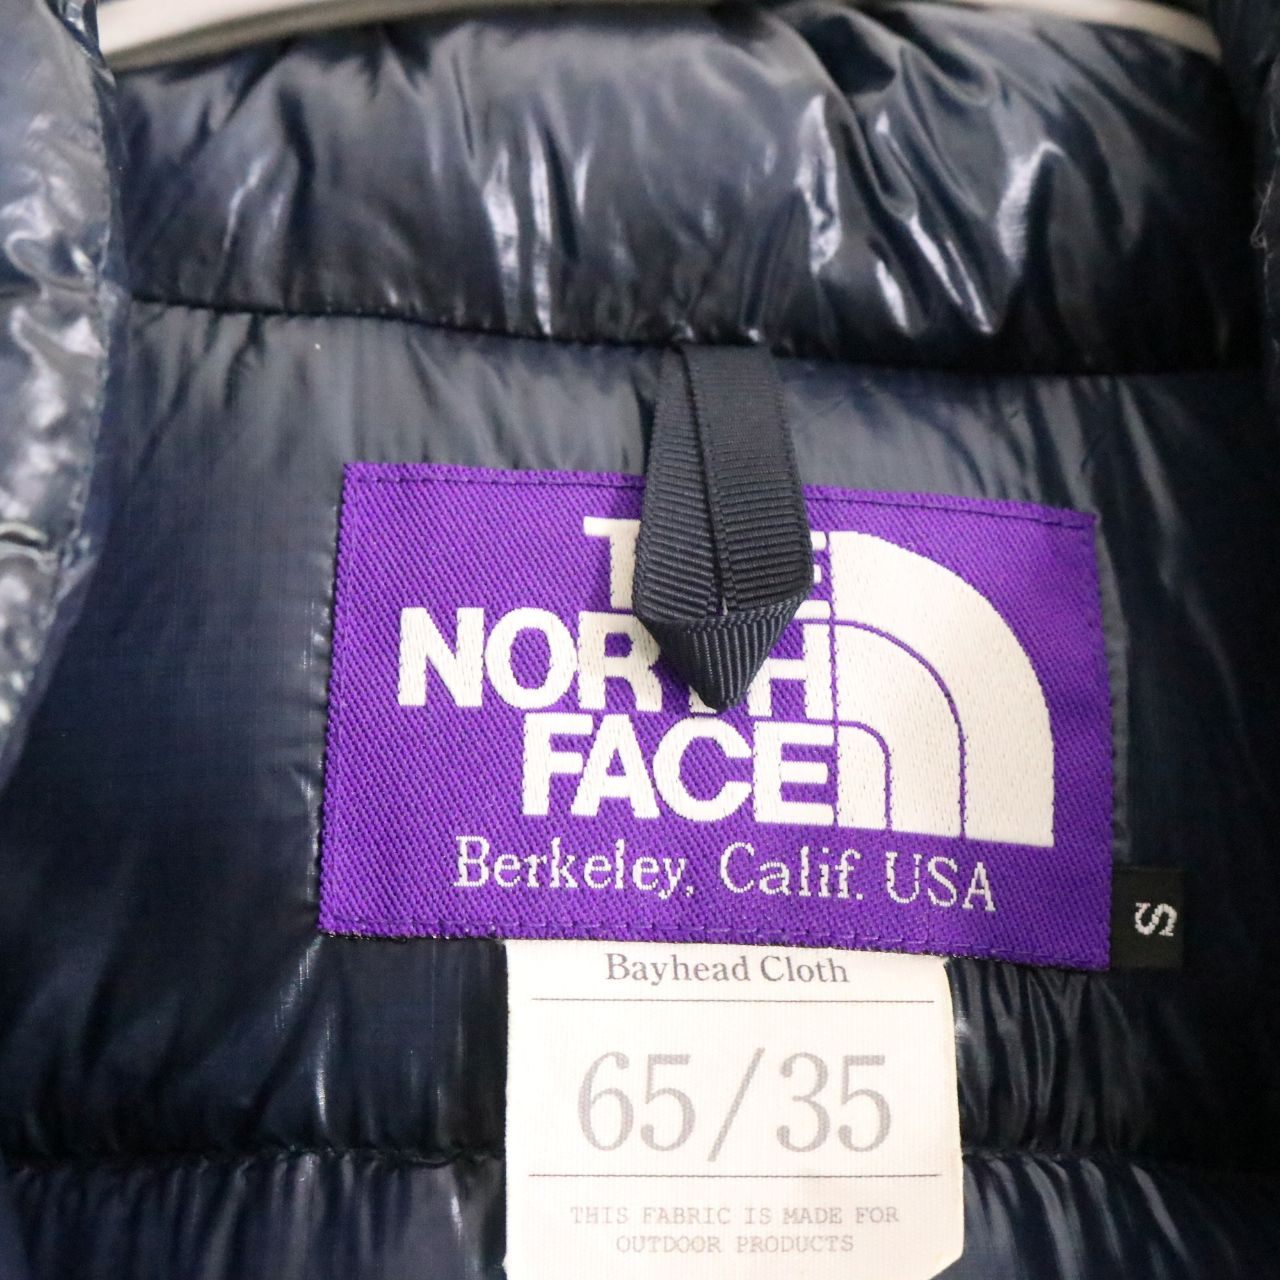 THE
NORTH
FACE
Berkeley, Calif. USA
S
Bayhead Cloth
65/35
THIS FABRIC IS MADE FOR
OUTDOOR PRODUCTS